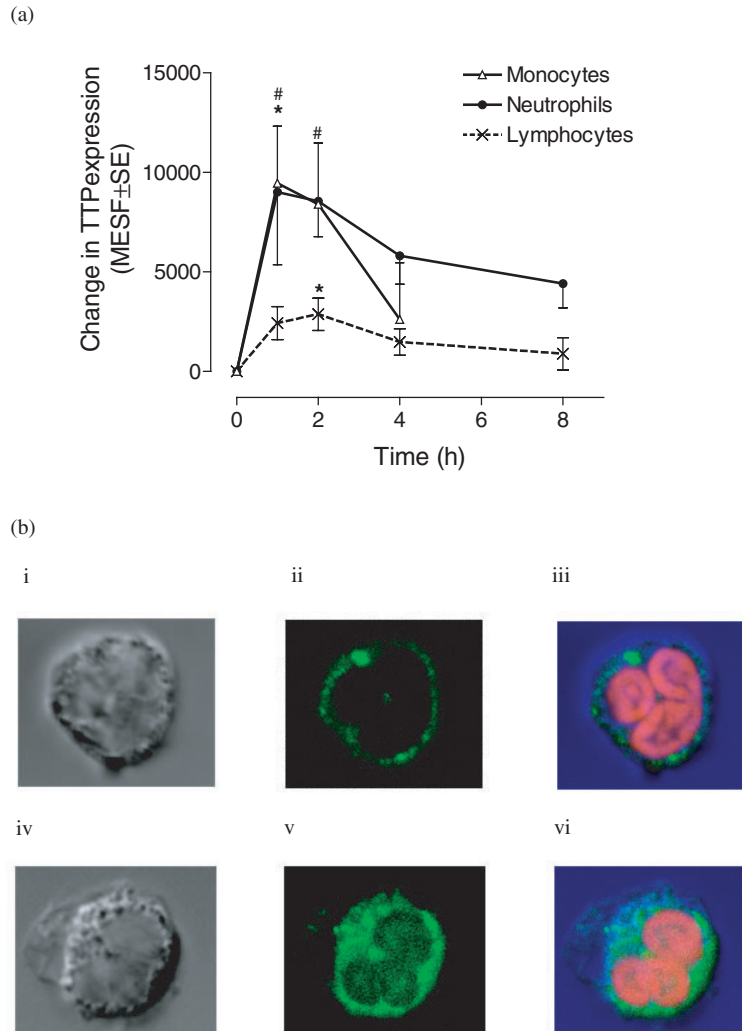 (a)
15000
10000
5000
0
Change in TTPexpression
(MESF±SE)
#
*
#
*
Monocytes
Neutrophils
Lymphocytes
0 2 4 6 8
Time (h)
(b)
i ii iii
iv v vi